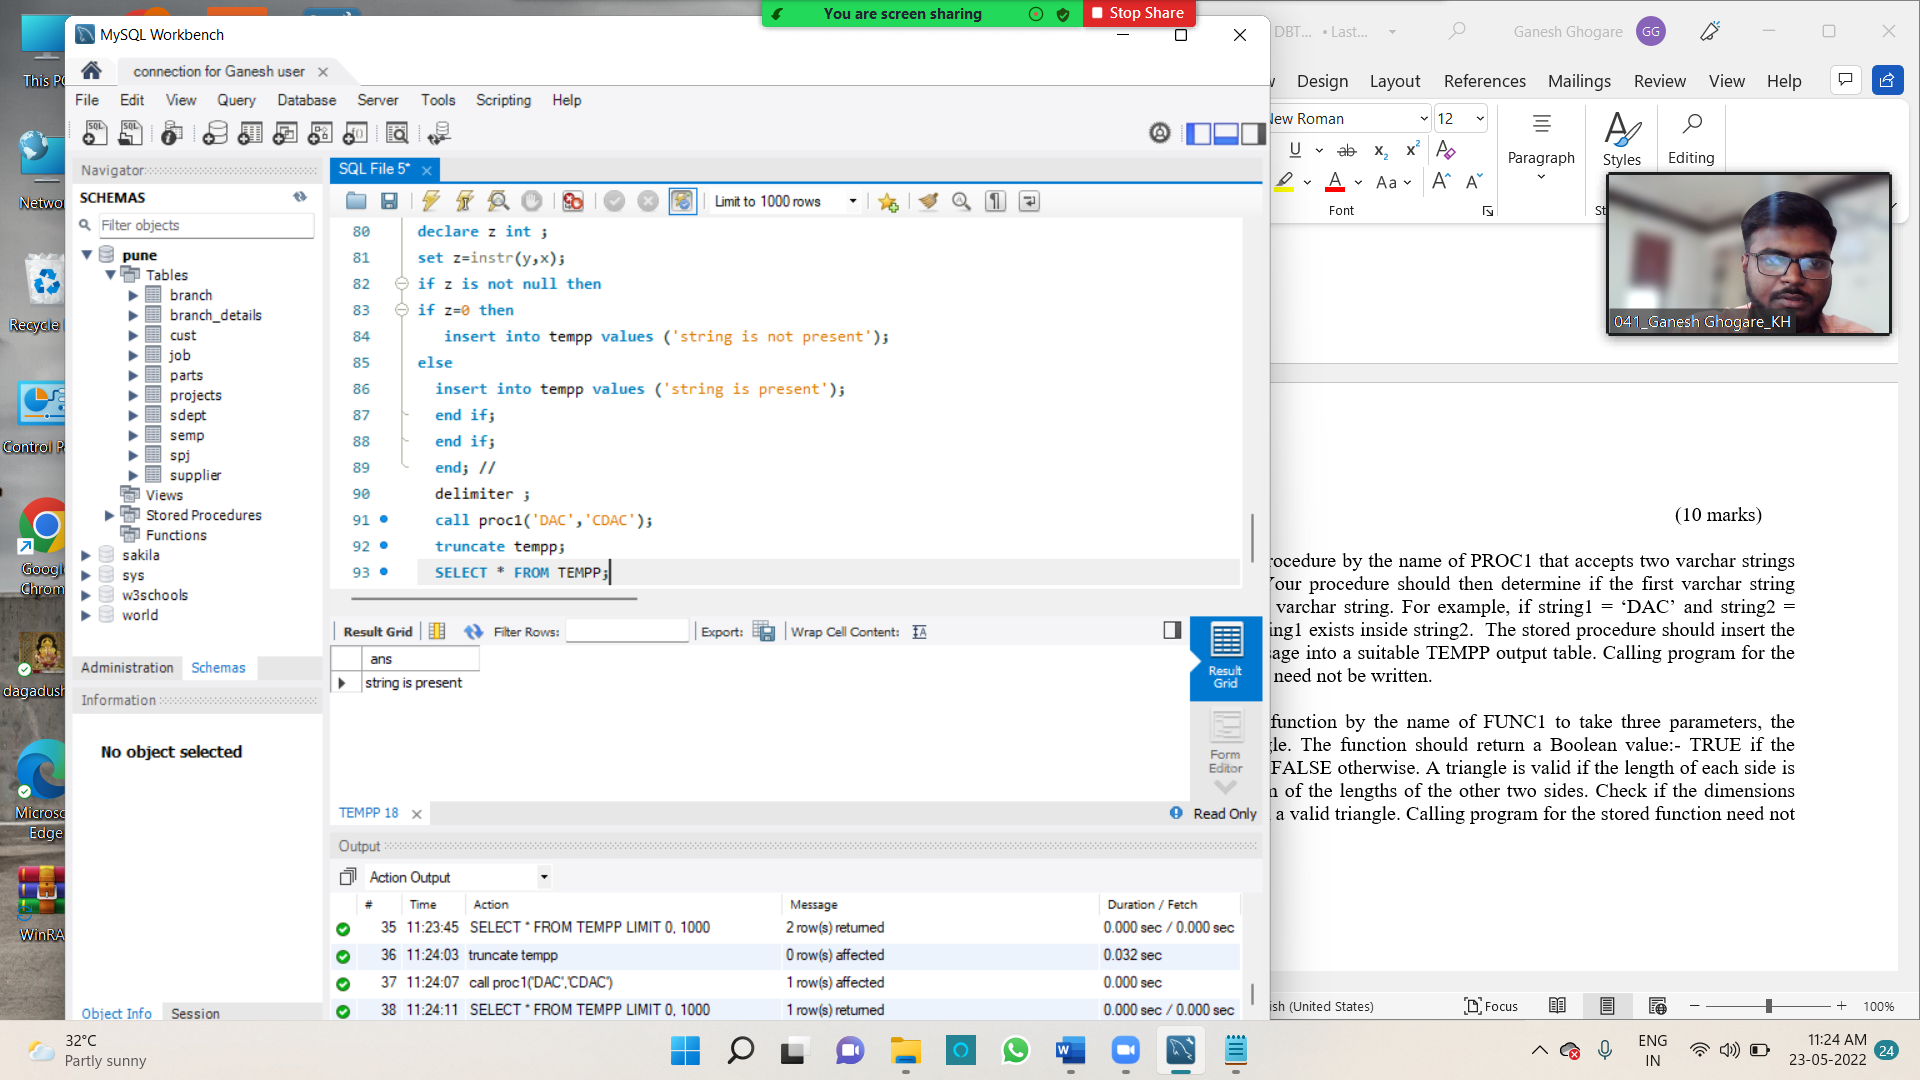 You are screen sharing
Stop Share
MySQL Workbench
connection for Ganesh user
File Edit View Query Database Server Tools Scripting Help
Navigator
SCHEMAS
Filter objects
pune
Tables
branch
branch_details
cust
job
parts
projects
sdept
semp
spj
supplier
Views
Stored Procedures
Functions
sakila
sys
w3schools
world
Administration Schemas
Information
No object selected
Object Info Session
SQL File 5*
Limit to 1000 rows
80 declare z int ;
81 set z=instr(y,x);
82 if z is not null then
83 if z=0 then
84 insert into tempp values ('string is not present');
85 else
86 insert into tempp values ('string is present');
87 end if;
88 end if;
89 end; //
90 delimiter ;
91 call proc1('DAC','CDAC');
92 truncate tempp;
93 SELECT * FROM TEMPP;
Result Grid Filter Rows: Export: Wrap Cell Content:
ans
string is present
Result Grid
Form Editor
TEMPP 18
Read Only
Output
Action Output
# Time Action Message Duration / Fetch
35 11:23:45 SELECT * FROM TEMPP LIMIT 0, 1000 2 row(s) returned 0.000 sec / 0.000 sec
36 11:24:03 truncate tempp 0 row(s) affected 0.032 sec
37 11:24:07 call proc1('DAC','CDAC') 1 row(s) affected 0.000 sec
38 11:24:11 SELECT * FROM TEMPP LIMIT 0, 1000 1 row(s) returned 0.000 sec / 0.000 sec
DBT... • Last...
Ganesh Ghogare GG
Design Layout References Mailings Review View Help
New Roman 12
Paragraph
Styles
Editing
Font
041_Ganesh Ghogare_KH
(10 marks)
rocedure by the name of PROC1 that accepts two varchar strings
Your procedure should then determine if the first varchar string
varchar string. For example, if string1 = ‘DAC’ and string2 =
ing1 exists inside string2. The stored procedure should insert the
sage into a suitable TEMPP output table. Calling program for the
need not be written.
function by the name of FUNC1 to take three parameters, the
gle. The function should return a Boolean value:- TRUE if the
FALSE otherwise. A triangle is valid if the length of each side is
n of the lengths of the other two sides. Check if the dimensions
a valid triangle. Calling program for the stored function need not
ish (United States) Focus 100%
This PC
Netwo
Recycle
Control P
Googl
Chrom
dagadush
Micros
Edge
WinRA
32°C
Partly sunny
ENG
IN
11:24 AM
23-05-2022
24